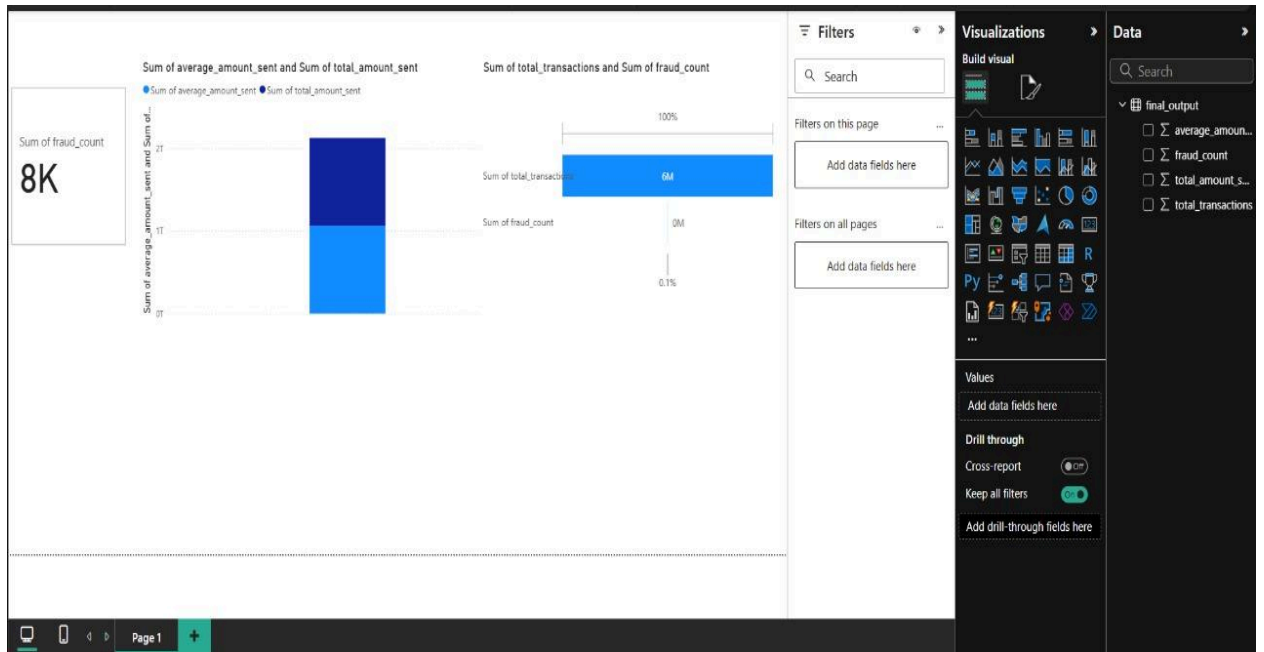 Sum of fraud_count
8K
Sum of average_amount_sent and Sum of total_amount_sent
Sum of average_amount_sent Sum of total_amount_sent
Sum of average_amount_sent and Sum of...
2T
1T
0T
Sum of total_transactions and Sum of fraud_count
100%
Sum of total_transactions
6M
Sum of fraud_count
0M
0.1%
Filters
Search
Filters on this page
...
Add data fields here
Filters on all pages
...
Add data fields here
Visualizations
Build visual
123
R
Py
...
Values
Add data fields here
Drill through
Cross-report
Off
Keep all filters
On
Add drill-through fields here
Data
Search
final_output
∑ average_amoun...
∑ fraud_count
∑ total_amount_s...
∑ total_transactions
Page 1
+